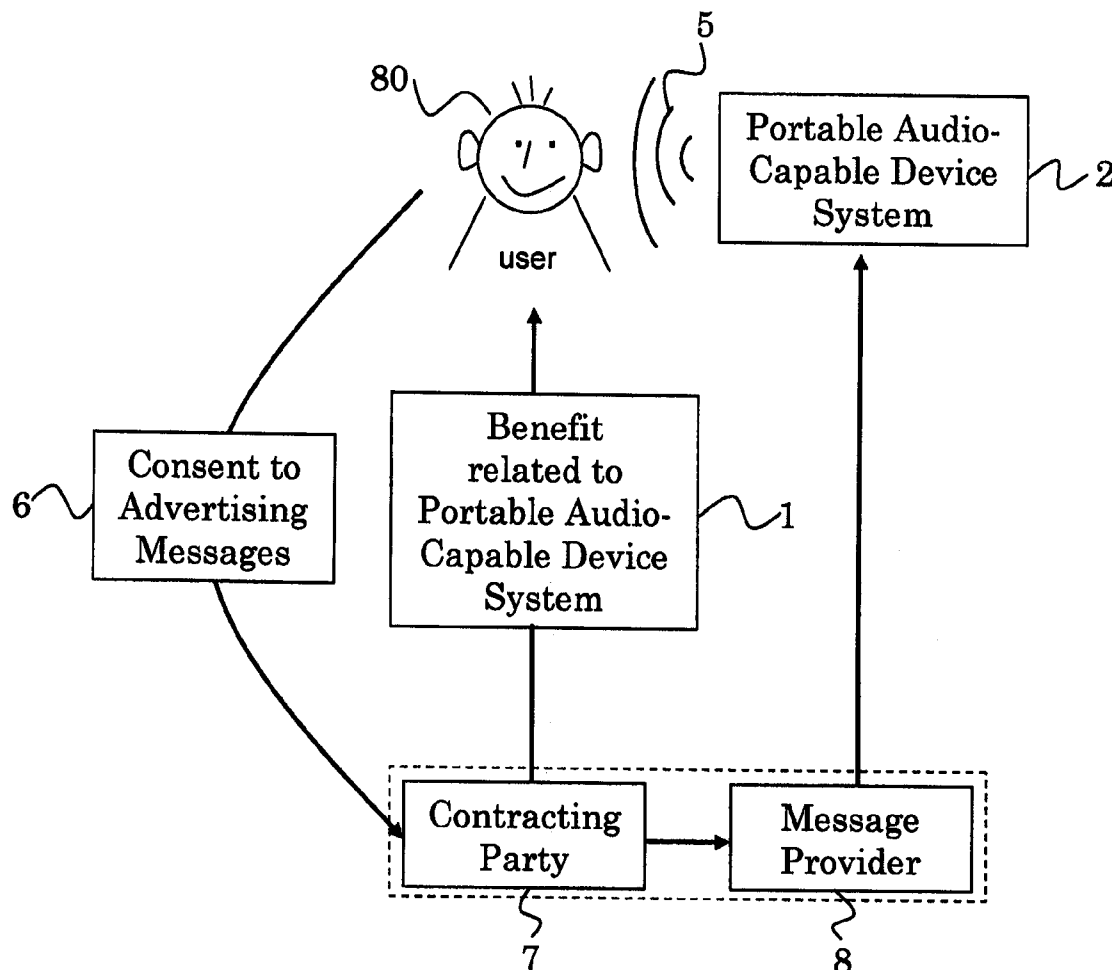 5
80
Portable Audio-
Capable Device
System
2
user
Benefit
related to
Portable Audio-
Capable Device
System
1
Consent to
Advertising
Messages
6
Contracting
Party
Message
Provider
7
8